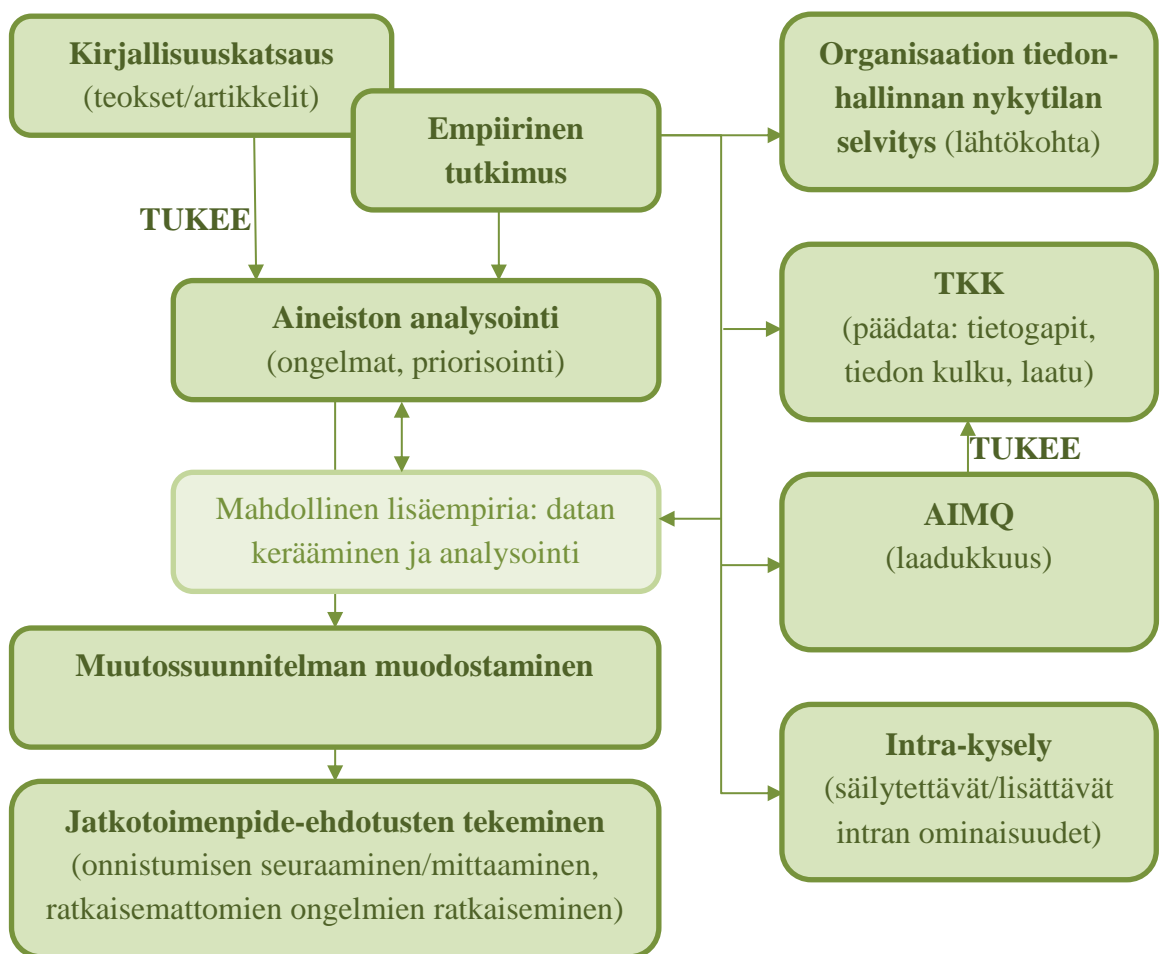 Kirjallisuuskatsaus
(teokset/artikkelit)
Empiirinen
tutkimus
TUKEE
Aineiston analysointi
(ongelmat, priorisointi)
Mahdollinen lisäempiria: datan
kerääminen ja analysointi
Muutossuunnitelman muodostaminen
Jatkotoimenpide-ehdotusten tekeminen
(onnistumisen seuraaminen/mittaaminen,
ratkaisemattomien ongelmien ratkaiseminen)
Organisaation tiedon-
hallinnan nykytilan
selvitys (lähtökohta)
TKK
(päädata: tietogapit,
tiedon kulku, laatu)
TUKEE
AIMQ
(laadukkuus)
Intra-kysely
(säilytettävät/lisättävät
intran ominaisuudet)